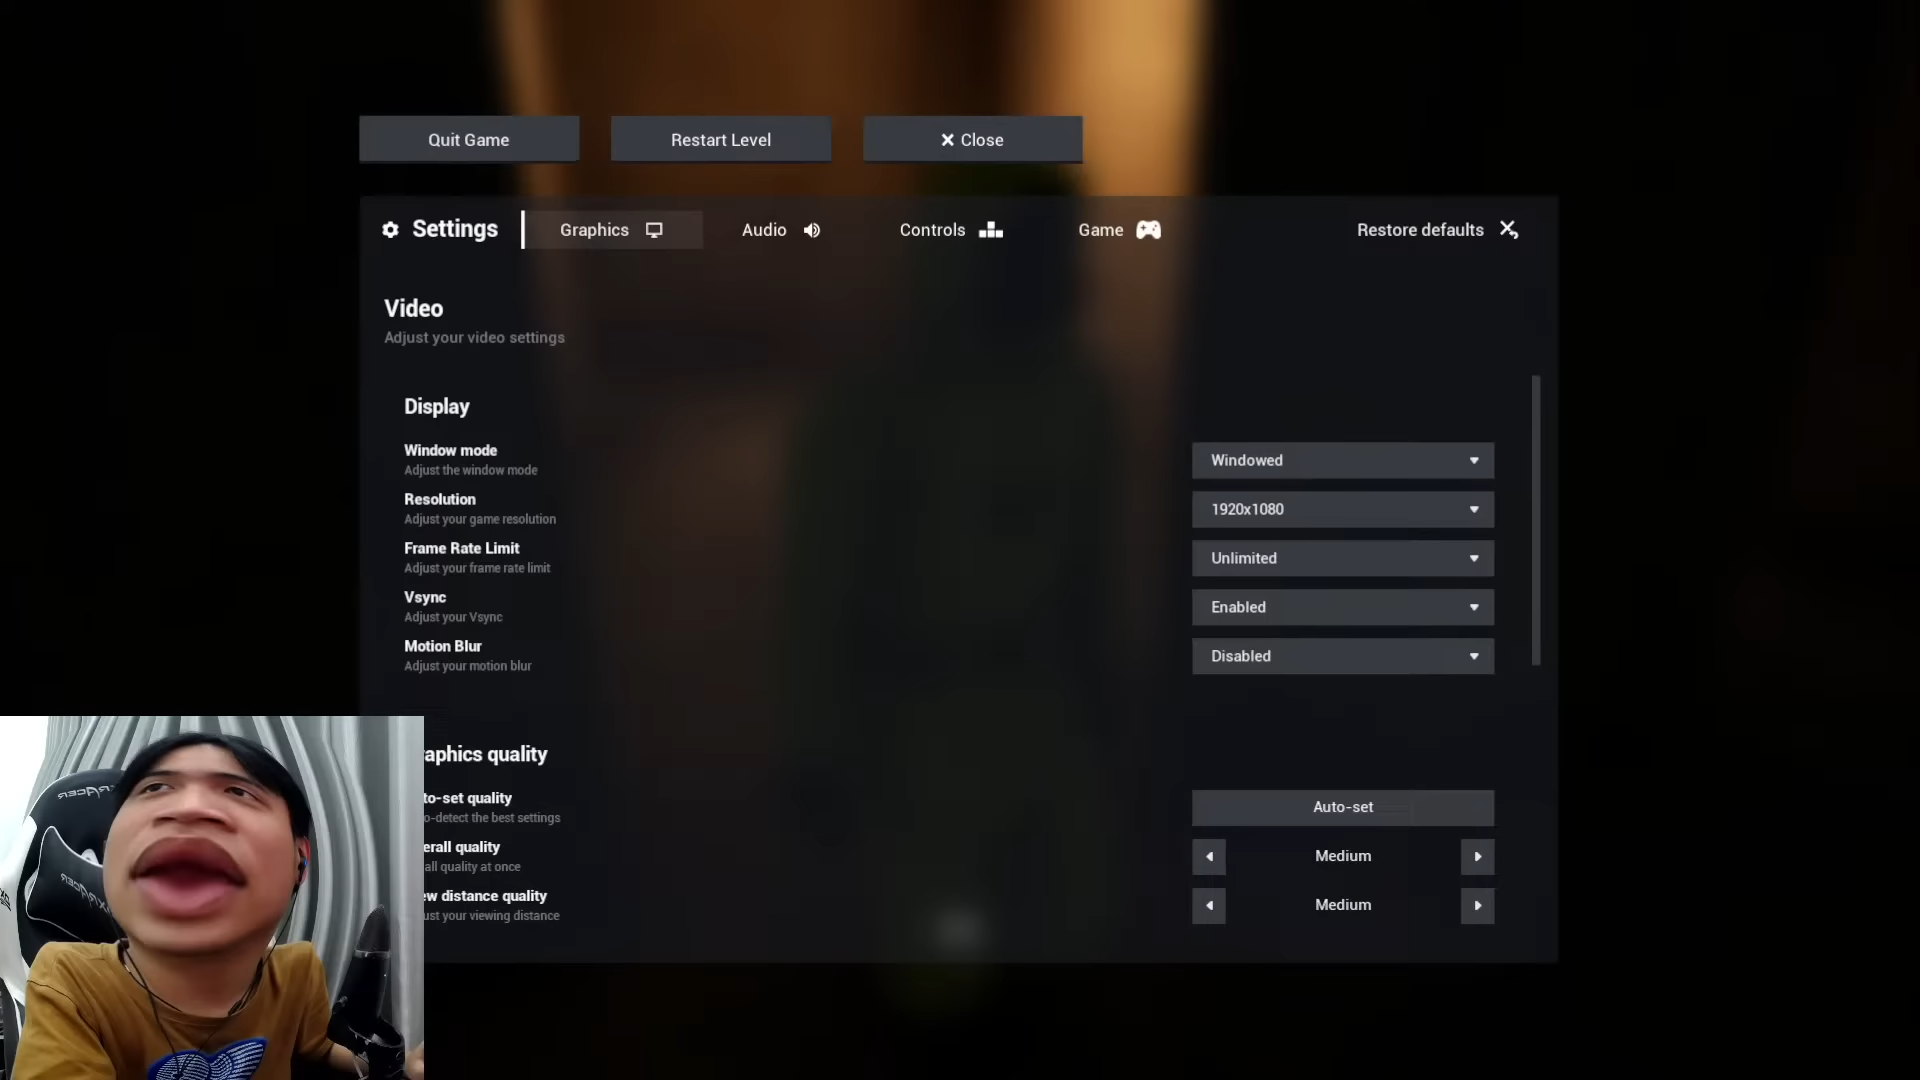 Quit Game
Restart Level
Close
Settings
Graphics
Audio
Controls
Game
Restore defaults
Video
Adjust your video settings
Display
Window mode
Windowed
Adjust the window mode
Resolution
1920x1080
Adjust your game resolution
Frame Rate Limit
Unlimited
Adjust your frame rate limit
Vsync
Enabled
Adjust your Vsync
Motion Blur
Disabled
Adjust your motion blur
aphics quality
to-set quality
Auto-set
o-detect the best settings
erall quality
Medium
all quality at once
ew distance quality
Medium
ust your viewing distance